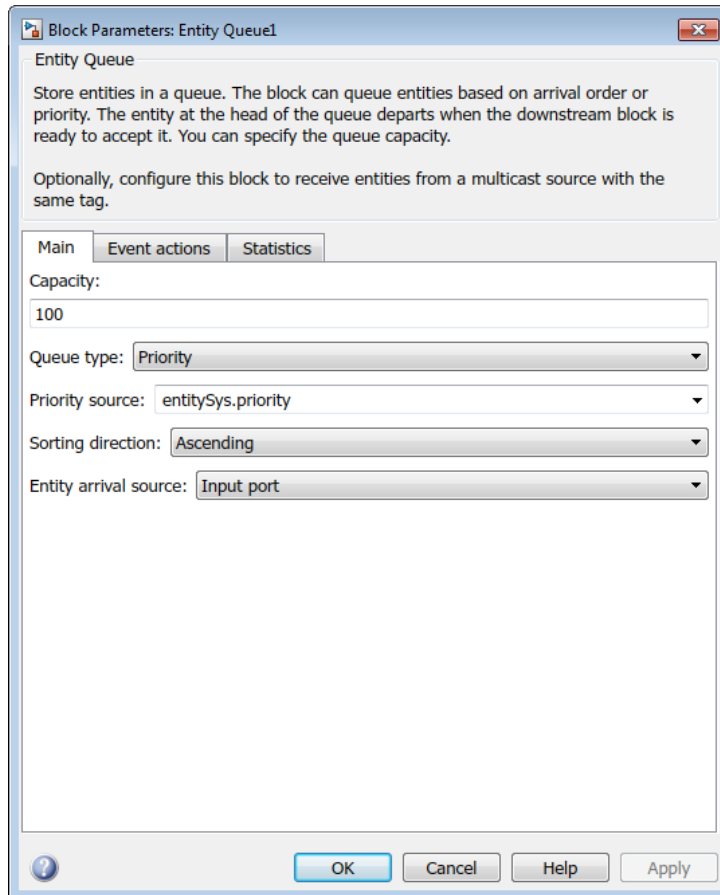 Block Parameters: Entity Queue1
Entity Queue
Store entities in a queue. The block can queue entities based on arrival order or
priority. The entity at the head of the queue departs when the downstream block is
ready to accept it. You can specify the queue capacity.
Optionally, configure this block to receive entities from a multicast source with the
same tag.
Main Event actions Statistics
Capacity:
100
Queue type: Priority
Priority source: entitySys.priority
Sorting direction: Ascending
Entity arrival source: Input port
? OK Cancel Help Apply